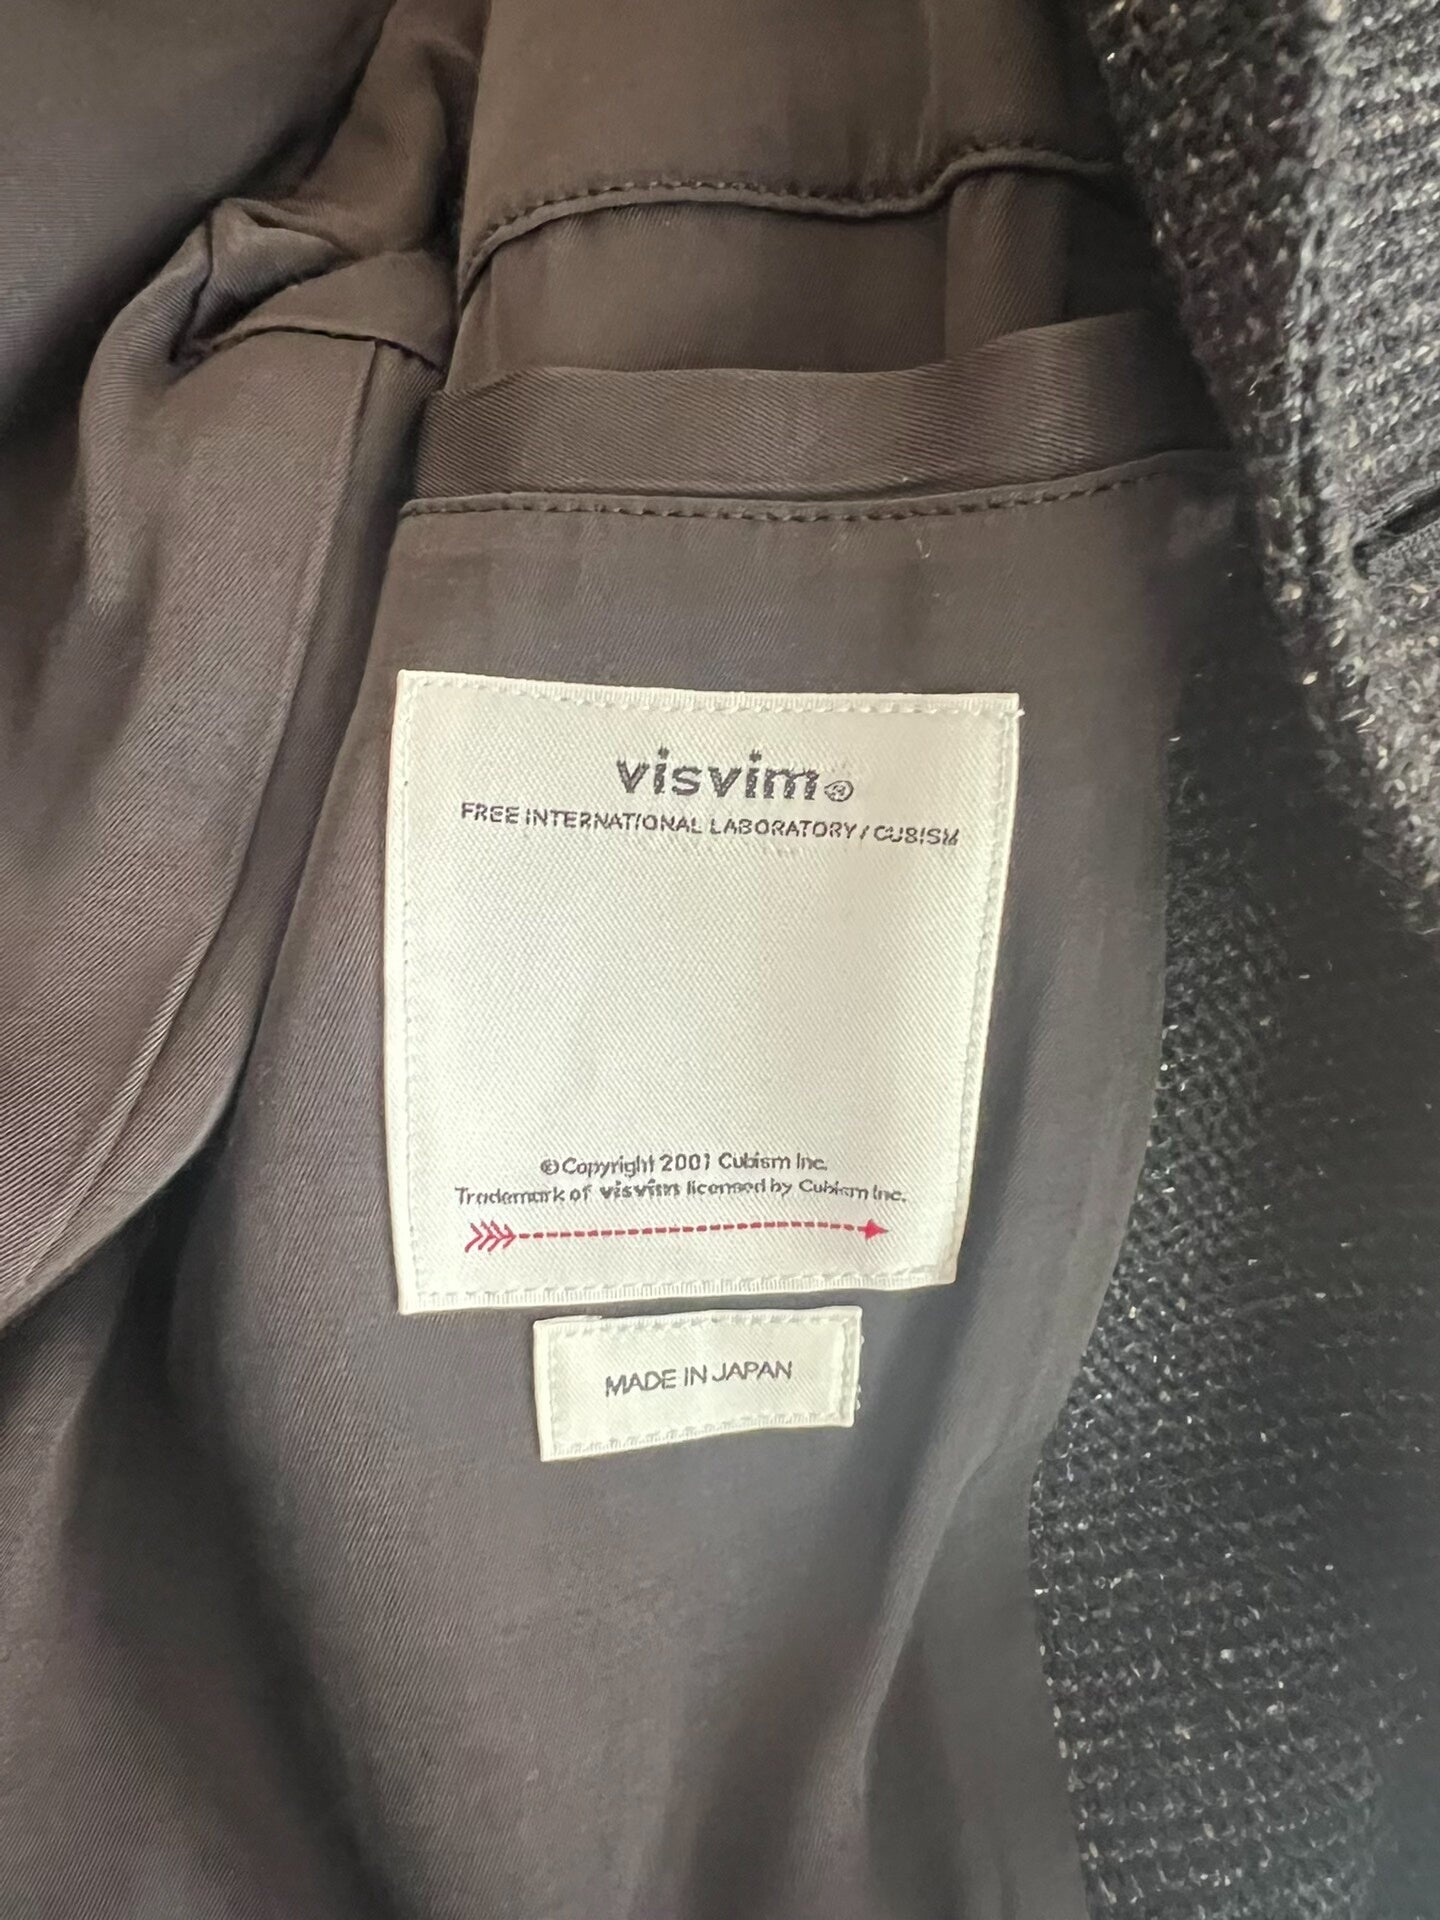 visvim®
FREE INTERNATIONAL LABORATORY / CUBISM
© Copyright 2001 Cubism Inc.
Trademark of visvim licensed by Cubism Inc.
MADE IN JAPAN